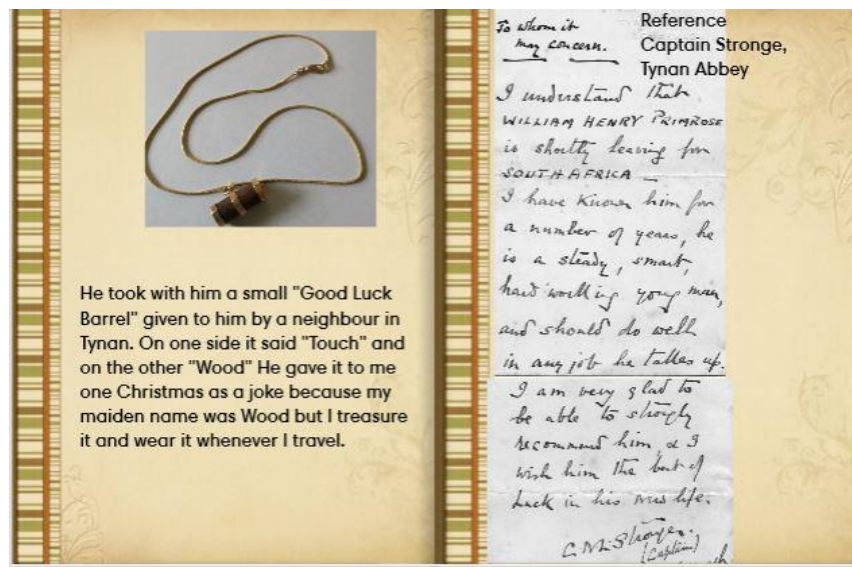 He took with him a small "Good Luck
Barrel" given to him by a neighbour in
Tynan. On one side it said "Touch" and
on the other "Wood" He gave it to me
one Christmas as a joke because my
maiden name was Wood but I treasure
it and wear it whenever I travel.
Reference
Captain Stronge,
Tynan Abbey
To whom it
may concern.
I understand that
WILLIAM HENRY PRIMROSE
is shortly leaving for
SOUTH AFRICA —
I have known him for
a number of years, he
is a steady, smart,
hard working young man,
and should do well
in any job he takes up.
I am very glad to
be able to strongly
recommend him, & I
wish him the best of
luck in his new life.
C. M. Stronge.
(Captain)